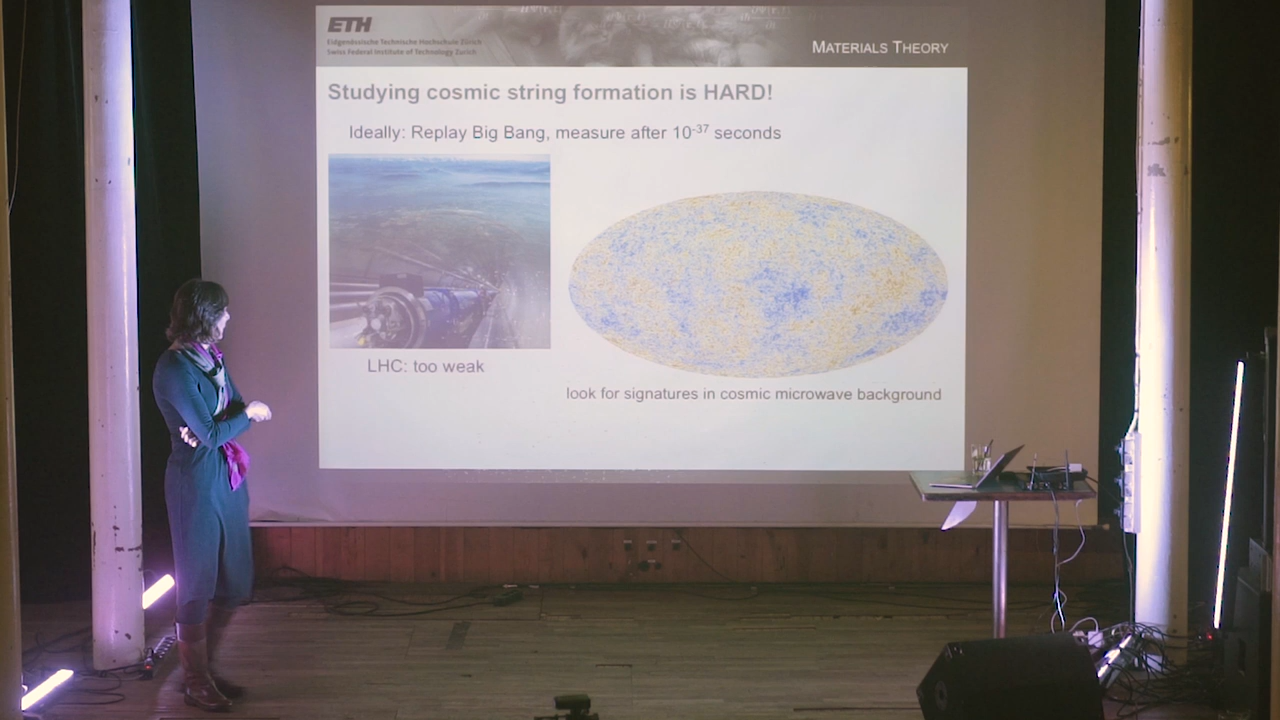 ETH
Eidgenössische Technische Hochschule Zürich
Swiss Federal Institute of Technology Zurich
MATERIALS THEORY
Studying cosmic string formation is HARD!
Ideally: Replay Big Bang, measure after 10⁻³⁷ seconds
LHC: too weak
look for signatures in cosmic microwave background